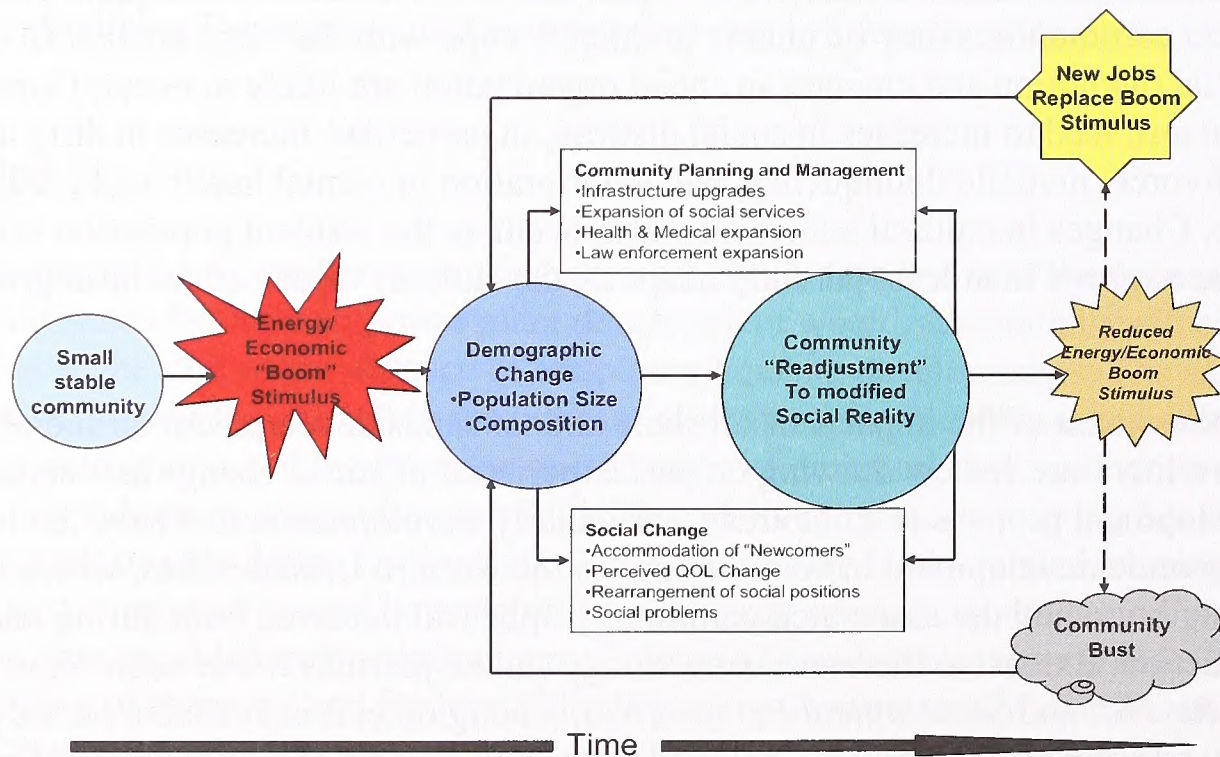 New Jobs
Replace Boom
Stimulus
Community Planning and Management
•Infrastructure upgrades
•Expansion of social services
•Health & Medical expansion
•Law enforcement expansion
Small
stable
community
Energy/
Economic
“Boom”
Stimulus
Demographic
Change
•Population Size
•Composition
Community
“Readjustment”
To modified
Social Reality
Reduced
Energy/Economic
Boom
Stimulus
Social Change
•Accommodation of “Newcomers”
•Perceived QOL Change
•Rearrangement of social positions
•Social problems
Community
Bust
Time